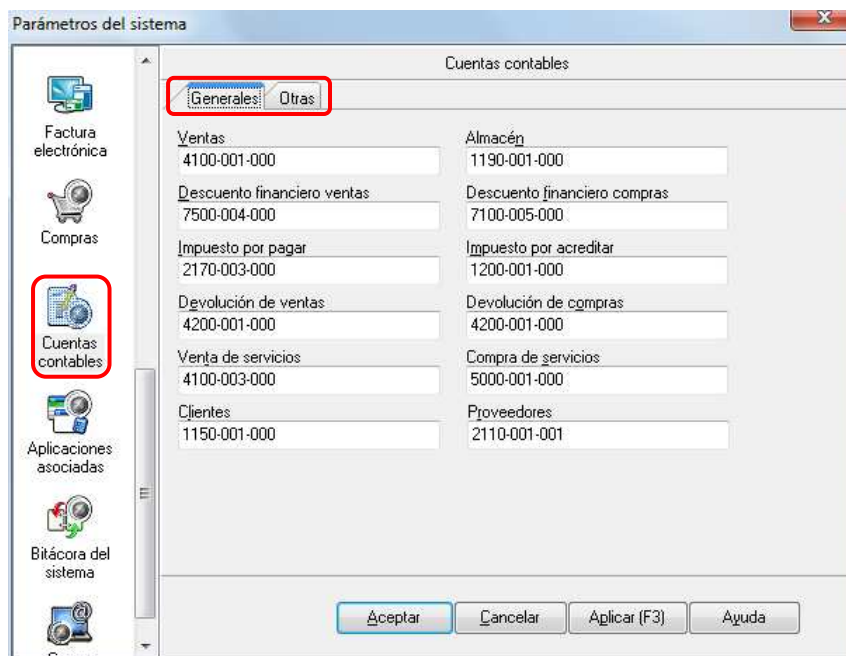 Parámetros del sistema
Factura
electrónica
Compras
Cuentas
contables
Aplicaciones
asociadas
Bitácora del
sistema
Cuentas contables
Generales Otras
Ventas Almacén
4100-001-000 1190-001-000
Descuento financiero ventas Descuento financiero compras
7500-004-000 7100-005-000
Impuesto por pagar Impuesto por acreditar
2170-003-000 1200-001-000
Devolución de ventas Devolución de compras
4200-001-000 4200-001-000
Venta de servicios Compra de servicios
4100-003-000 5000-001-000
Clientes Proveedores
1150-001-000 2110-001-001
Aceptar Cancelar Aplicar (F3) Ayuda